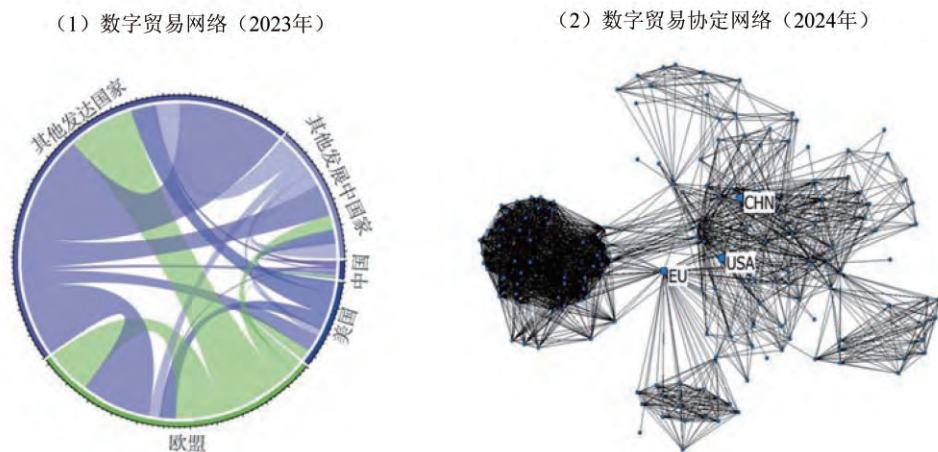 (1) 数字贸易网络（2023年）
(2) 数字贸易协定网络（2024年）
其他发达国家
其他发展中国家
中国
美国
欧盟
CHN
USA
EU